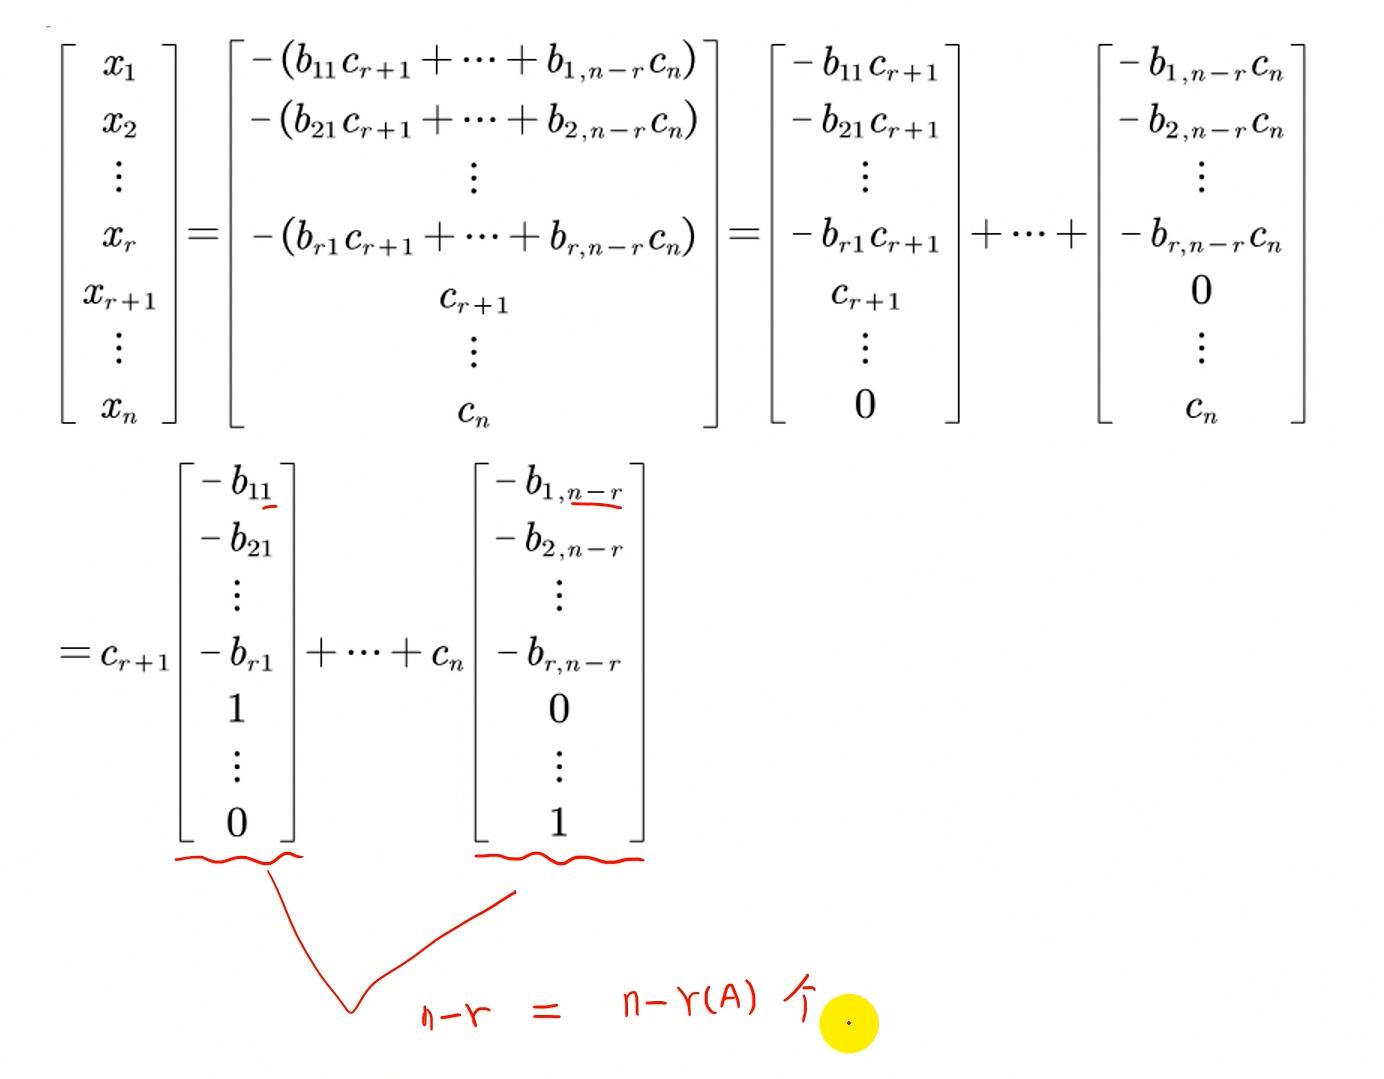 $$\begin{bmatrix} x_1 \\ x_2 \\ \vdots \\ x_r \\ x_{r+1} \\ \vdots \\ x_n \end{bmatrix} = \begin{bmatrix} -(b_{11}c_{r+1} + \cdots + b_{1,n-r}c_n) \\ -(b_{21}c_{r+1} + \cdots + b_{2,n-r}c_n) \\ \vdots \\ -(b_{r1}c_{r+1} + \cdots + b_{r,n-r}c_n) \\ c_{r+1} \\ \vdots \\ c_n \end{bmatrix} = \begin{bmatrix} -b_{11}c_{r+1} \\ -b_{21}c_{r+1} \\ \vdots \\ -b_{r1}c_{r+1} \\ c_{r+1} \\ \vdots \\ 0 \end{bmatrix} + \cdots + \begin{bmatrix} -b_{1,n-r}c_n \\ -b_{2,n-r}c_n \\ \vdots \\ -b_{r,n-r}c_n \\ 0 \\ \vdots \\ c_n \end{bmatrix}$$
$$= c_{r+1} \begin{bmatrix} -b_{11} \\ -b_{21} \\ \vdots \\ -b_{r1} \\ 1 \\ \vdots \\ 0 \end{bmatrix} + \cdots + c_n \begin{bmatrix} -b_{1,n-r} \\ -b_{2,n-r} \\ \vdots \\ -b_{r,n-r} \\ 0 \\ \vdots \\ 1 \end{bmatrix}$$
n-r = n-r(A) 个